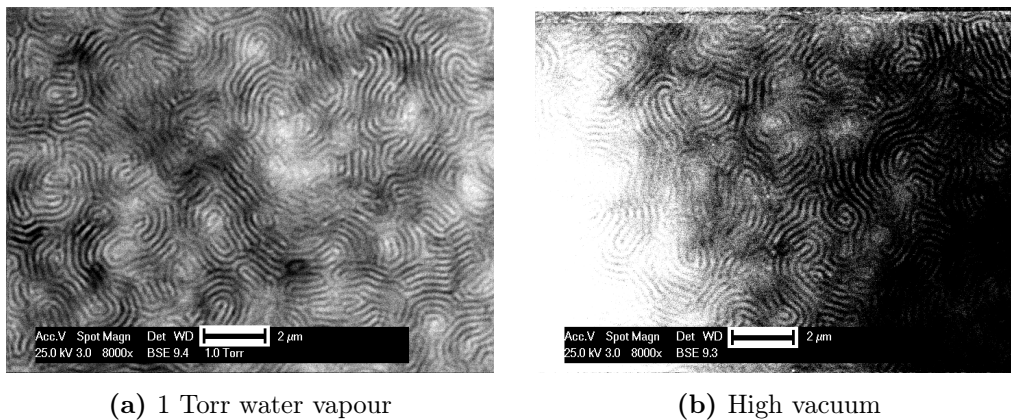 Acc.V Spot Magn Det WD 2 μm
25.0 kV 3.0 8000x BSE 9.4 1.0 Torr
Acc.V Spot Magn Det WD 2 μm
25.0 kV 3.0 8000x BSE 9.3
(a) 1 Torr water vapour
(b) High vacuum